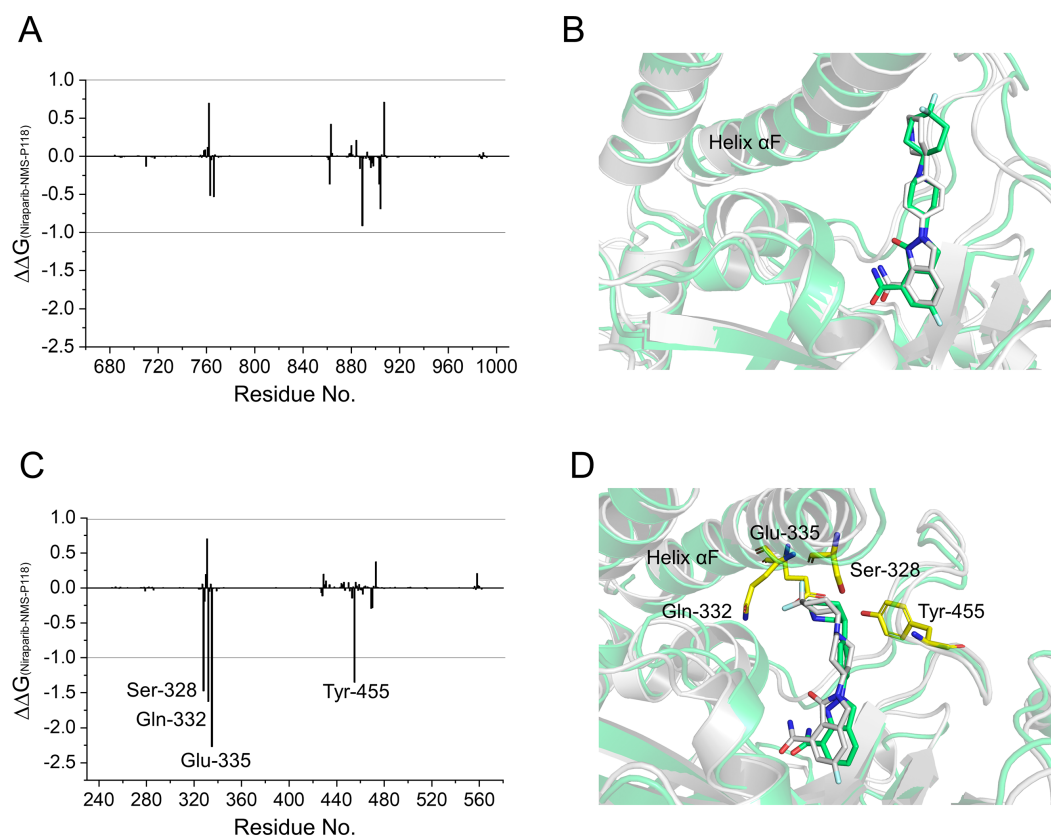 A
ΔΔG(Niraparib-NMS-P118)
1.0
0.5
0.0
-0.5
-1.0
-1.5
-2.0
-2.5
680 720 760 800 840 880 920 960 1000
Residue No.
B
Helix αF
C
ΔΔG(Niraparib-NMS-P118)
1.0
0.5
0.0
-0.5
-1.0
-1.5
-2.0
-2.5
Ser-328
Gln-332
Glu-335
Tyr-455
240 280 320 360 400 440 480 520 560
Residue No.
D
Glu-335
Helix αF
Ser-328
Gln-332
Tyr-455